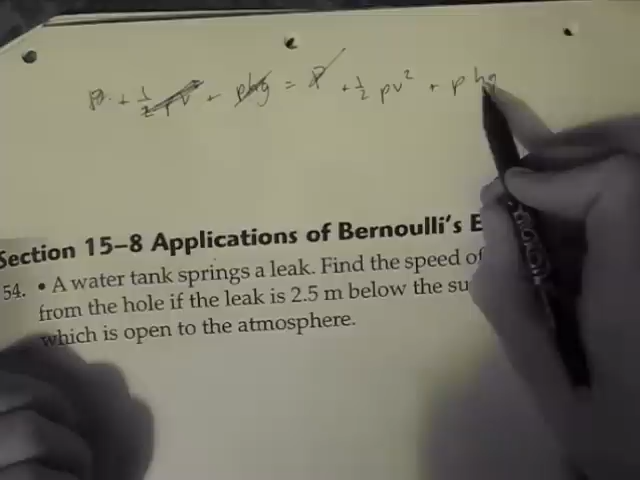 P + 1/2 ρv + ρhg = P + 1/2 ρv² + ρhg
Section 15–8 Applications of Bernoulli's E
54. • A water tank springs a leak. Find the speed of
from the hole if the leak is 2.5 m below the su
which is open to the atmosphere.